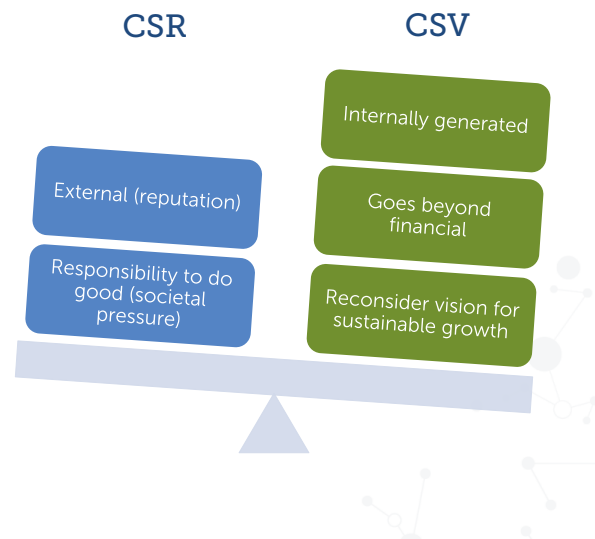 CSR
CSV
External (reputation)
Responsibility to do
good (societal
pressure)
Internally generated
Goes beyond
financial
Reconsider vision for
sustainable growth